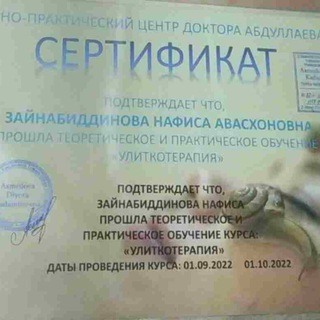 НО-ПРАКТИЧЕСКИЙ ЦЕНТР ДОКТОРА АБДУЛЛАЕВА
СЕРТИФИКАТ
ПОДТВЕРЖДАЕТ ЧТО,
ЗАЙНАБИДДИНОВА НАФИСА АВАСХОНОВНА
ПРОШЛА ТЕОРЕТИЧЕСКОЕ И ПРАКТИЧЕСКОЕ ОБУЧЕНИЕ
«УЛИТКОТЕРАПИЯ»
ПОДТВЕРЖДАЕТ ЧТО,
ЗАЙНАБИДДИНОВА НАФИСА
ПРОШЛА ТЕОРЕТИЧЕСКОЕ И
ПРАКТИЧЕСКОЕ ОБУЧЕНИЕ КУРСА:
«УЛИТКОТЕРАПИЯ»
ДАТЫ ПРОВЕДЕНИЯ КУРСА: 01.09.2022 01.10.2022